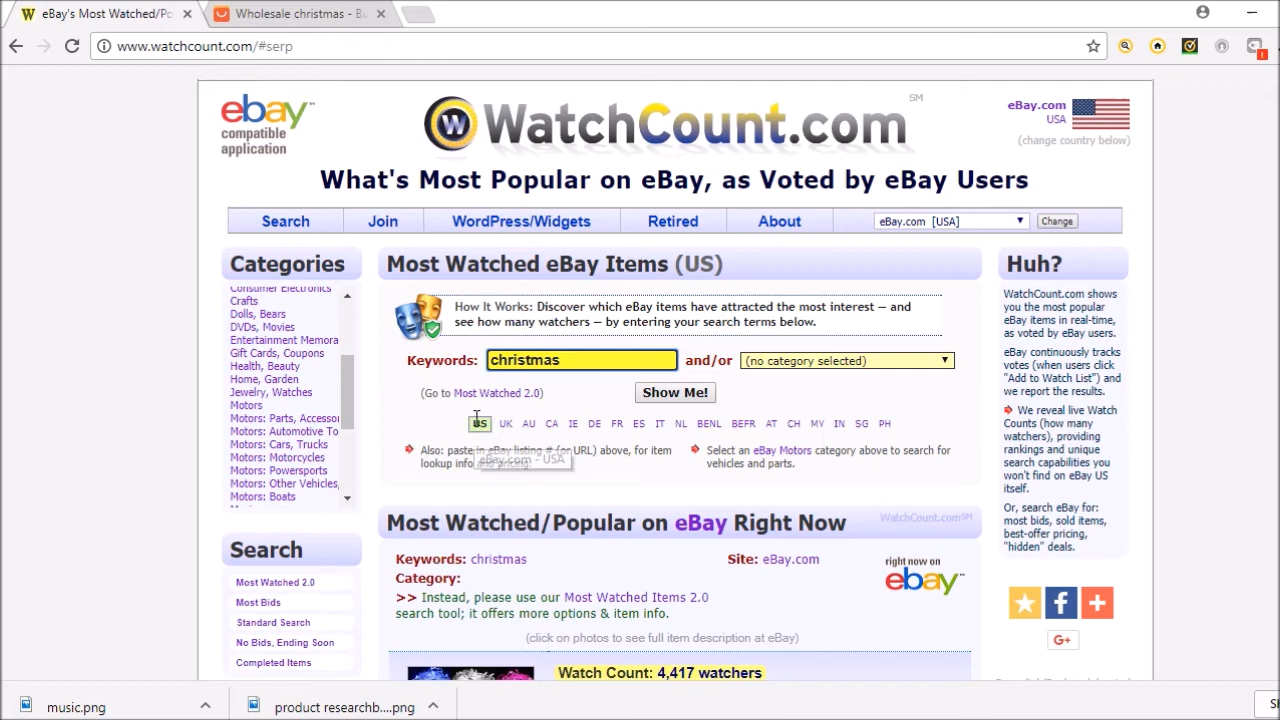 eBay's Most Watched/Po
Wholesale christmas - Bu
www.watchcount.com/#serp
ebay™
compatible
application
W
WatchCount.com
SM
eBay.com
USA
(change country below)
What's Most Popular on eBay, as Voted by eBay Users
Search Join WordPress/Widgets Retired About eBay.com [USA] Change
Categories
Consumer Electronics
Crafts
Dolls, Bears
DVDs, Movies
Entertainment Memora
Gift Cards, Coupons
Health, Beauty
Home, Garden
Jewelry, Watches
Motors
Motors: Parts, Accessor
Motors: Automotive To
Motors: Cars, Trucks
Motors: Motorcycles
Motors: Powersports
Motors: Other Vehicles,
Motors: Boats
Search
Most Watched 2.0
Most Bids
Standard Search
No Bids, Ending Soon
Completed Items
Most Watched eBay Items (US)
How It Works: Discover which eBay items have attracted the most interest — and
see how many watchers — by entering your search terms below.
Keywords: christmas and/or (no category selected)
(Go to Most Watched 2.0) Show Me!
US UK AU CA IE DE FR ES IT NL BENL BEFR AT CH MY IN SG PH
Also: paste in eBay listing # (or URL) above, for item
lookup info and pricing.
eBay.com - USA
Select an eBay Motors category above to search for
vehicles and parts.
Most Watched/Popular on eBay Right Now
WatchCount.com℠
Keywords: christmas
Site: eBay.com
Category:
>> Instead, please use our Most Watched Items 2.0
search tool; it offers more options & item info.
right now on
ebay™
(click on photos to see full item description at eBay)
Watch Count: 4,417 watchers
Huh?
WatchCount.com shows
you the most popular
eBay items in real-time,
as voted by eBay users.
eBay continuously tracks
votes (when users click
"Add to Watch List") and
we report the results.
We reveal live Watch
Counts (how many
watchers), providing
rankings and unique
search capabilities you
won't find on eBay US
itself.
Or, search eBay for:
most bids, sold items,
best-offer pricing,
"hidden" deals.
G+
music.png
product researchb....png